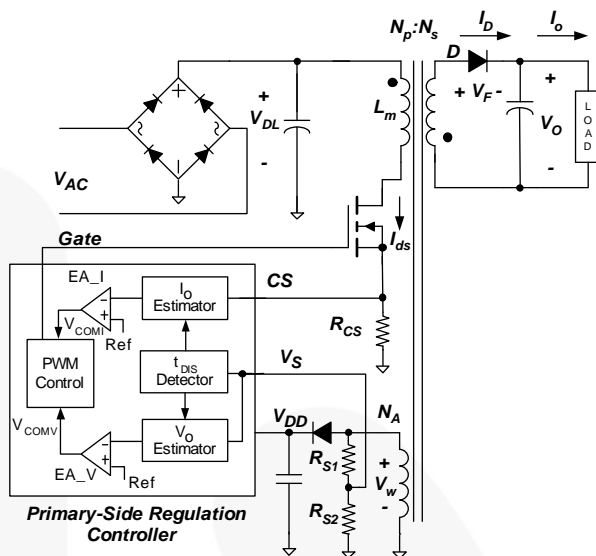 Np:Ns
ID
Io
D
+ VF -
Lm
+
VDL
-
+
VO
-
LOAD
VAC
+
-
Gate
Ids
EA_I
CS
IO
Estimator
-
+
VCOMI
Ref
RCS
PWM
Control
tDIS
Detector
VS
VCOMV
VO
Estimator
VDD
NA
-
+
EA_V
Ref
RS1
+
Vw
-
RS2
Primary-Side Regulation
Controller